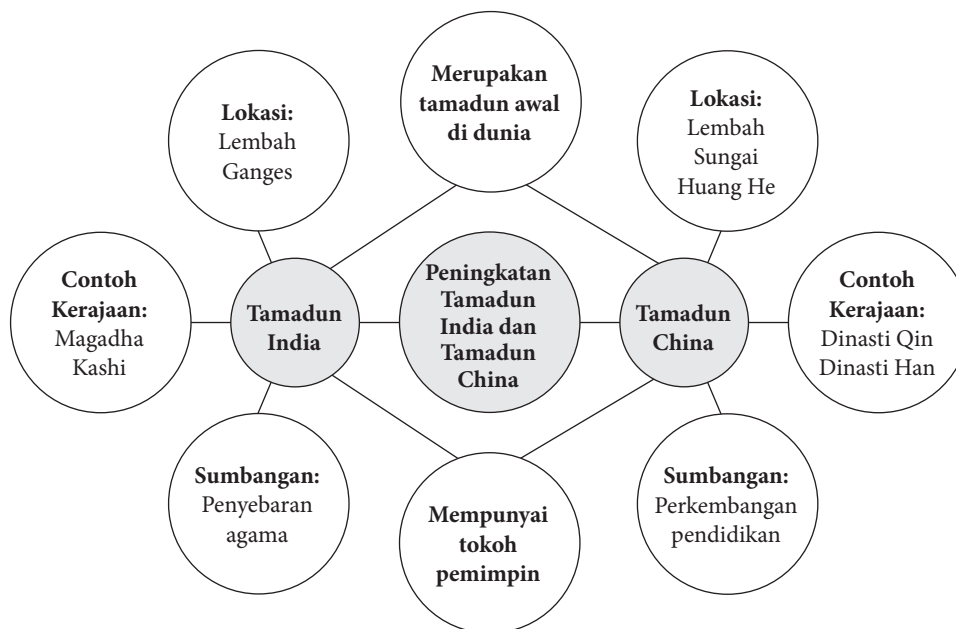 Merupakan
tamadun awal
di dunia
Lokasi:
Lembah
Ganges
Lokasi:
Lembah
Sungai
Huang He
Contoh
Kerajaan:
Magadha
Kashi
Tamadun
India
Peningkatan
Tamadun
India dan
Tamadun
China
Tamadun
China
Contoh
Kerajaan:
Dinasti Qin
Dinasti Han
Sumbangan:
Penyebaran
agama
Mempunyai
tokoh
pemimpin
Sumbangan:
Perkembangan
pendidikan